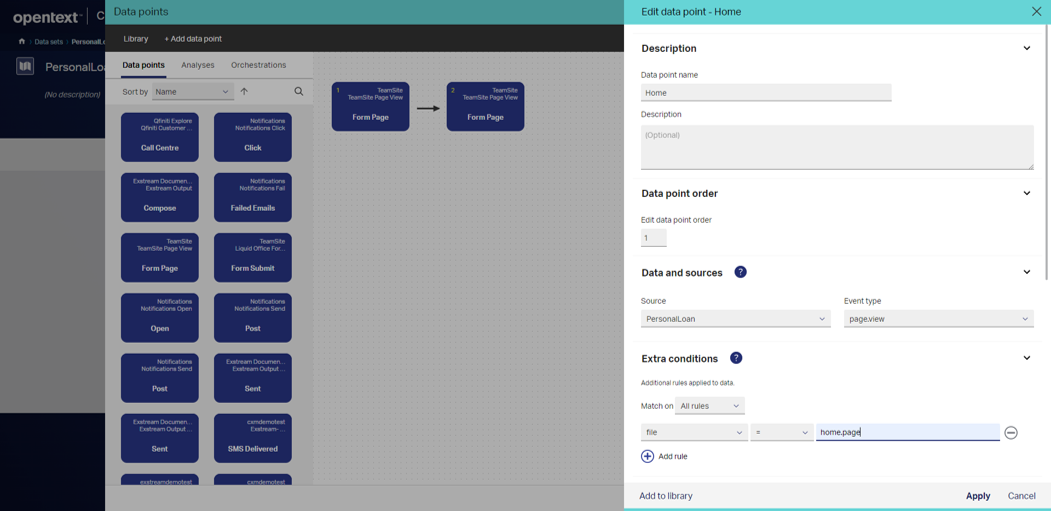 opentext™ | C
Data sets
PersonalLo
PersonalLoa
(No description)
Data points
Library
+ Add data point
Data points
Analyses
Orchestrations
Sort by
Name
Qfiniti Explore
Qfiniti Customer ...
Call Centre
Notifications
Notifications Click
Click
Exstream Documen...
Exstream Output
Compose
Notifications
Notifications Fail
Failed Emails
TeamSite
TeamSite Page View
Form Page
TeamSite
Liquid Office For...
Form Submit
Notifications
Notifications Open
Open
Notifications
Notifications Send
Post
Notifications
Notifications Send
Post
Exstream Documen...
Exstream Output ...
Sent
Exstream Documen...
Exstream Output ...
Sent
cxmdemotest
Exstream- ...
SMS Delivered
exstreamdemotest
cxmdemotest
1
TeamSite
TeamSite Page View
Form Page
2
TeamSite
TeamSite Page View
Form Page
Edit data point - Home
Description
Data point name
Home
Description
(Optional)
Data point order
Edit data point order
1
Data and sources
?
Source
Event type
PersonalLoan
page.view
Extra conditions
?
Additional rules applied to data.
Match on
All rules
file
=
home.page
Add rule
Add to library
Apply
Cancel